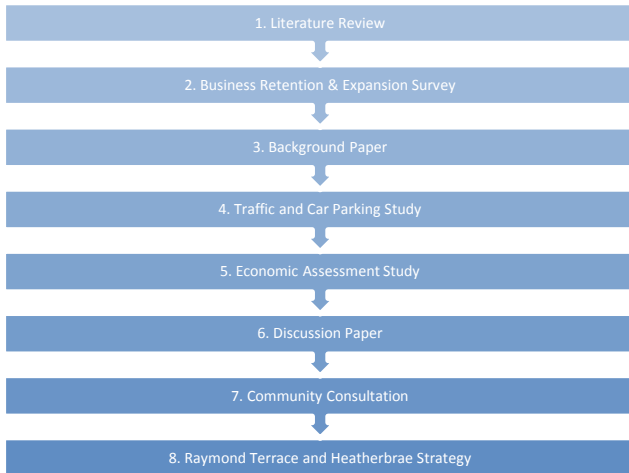 1. Literature Review
2. Business Retention & Expansion Survey
3. Background Paper
4. Traffic and Car Parking Study
5. Economic Assessment Study
6. Discussion Paper
7. Community Consultation
8. Raymond Terrace and Heatherbrae Strategy